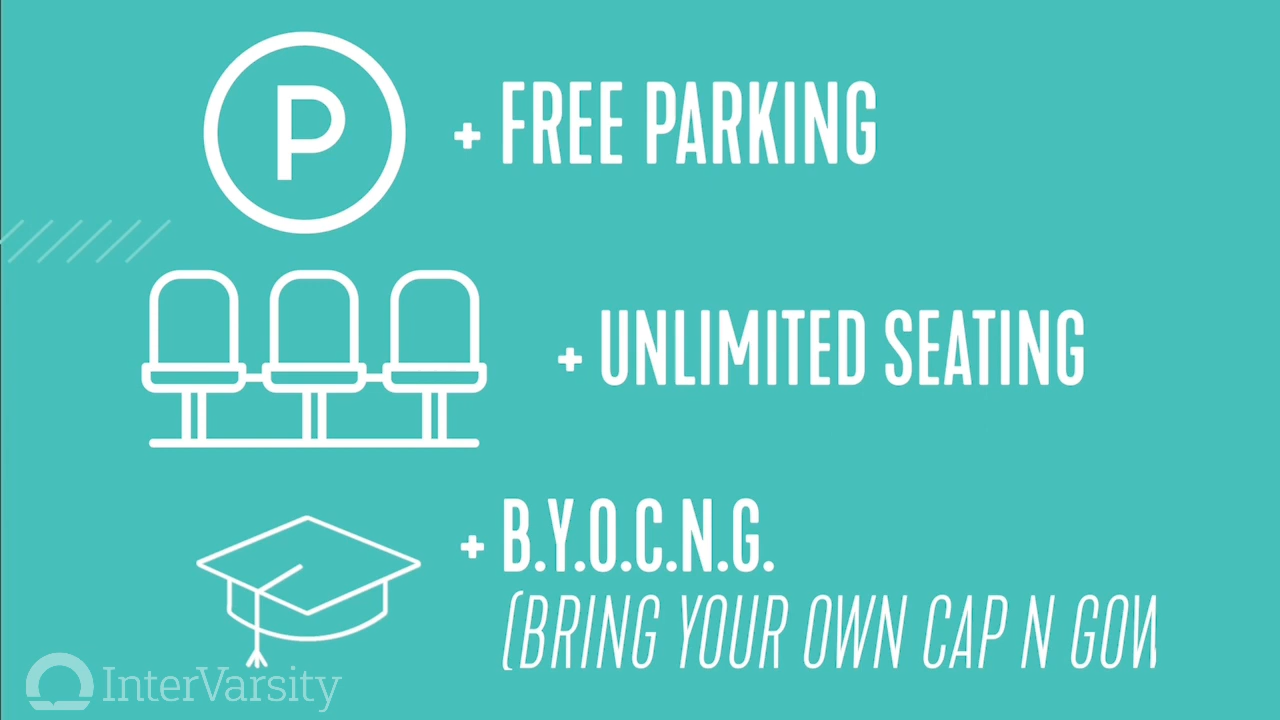 P
+ FREE PARKING
+ UNLIMITED SEATING
+ B.Y.O.C.N.G.
(BRING YOUR OWN CAP N
InterVarsity